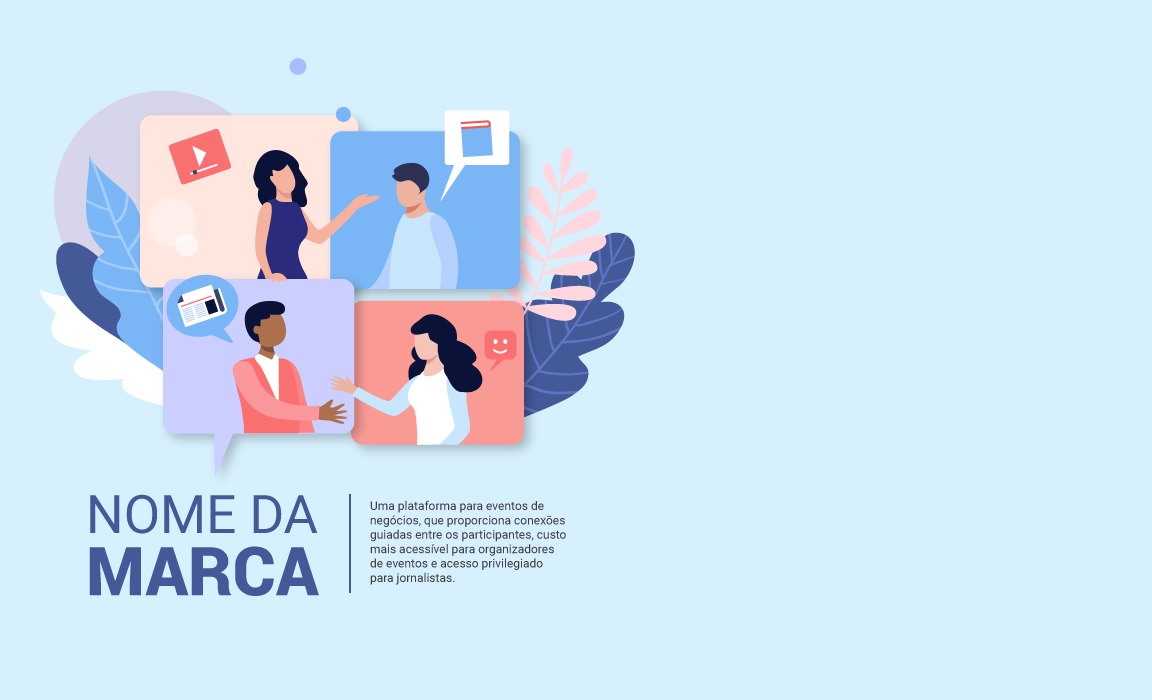 NOME DA
MARCA
Uma plataforma para eventos de
negócios, que proporciona conexões
guiadas entre os participantes, custo
mais acessível para organizadores
de eventos e acesso privilegiado
para jornalistas.